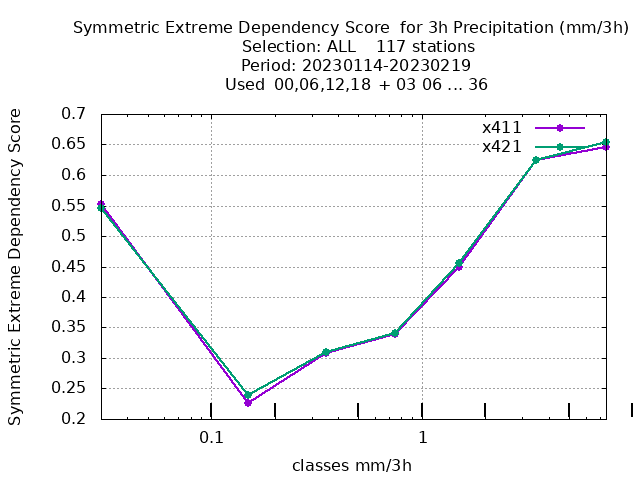 Symmetric Extreme Dependency Score for 3h Precipitation (mm/3h)
Selection: ALL 117 stations
Period: 20230114-20230219
Used 00,06,12,18 + 03 06 ... 36
x411
x421
Symmetric Extreme Dependency Score
0.7
0.65
0.6
0.55
0.5
0.45
0.4
0.35
0.3
0.25
0.2
0.1
1
classes mm/3h